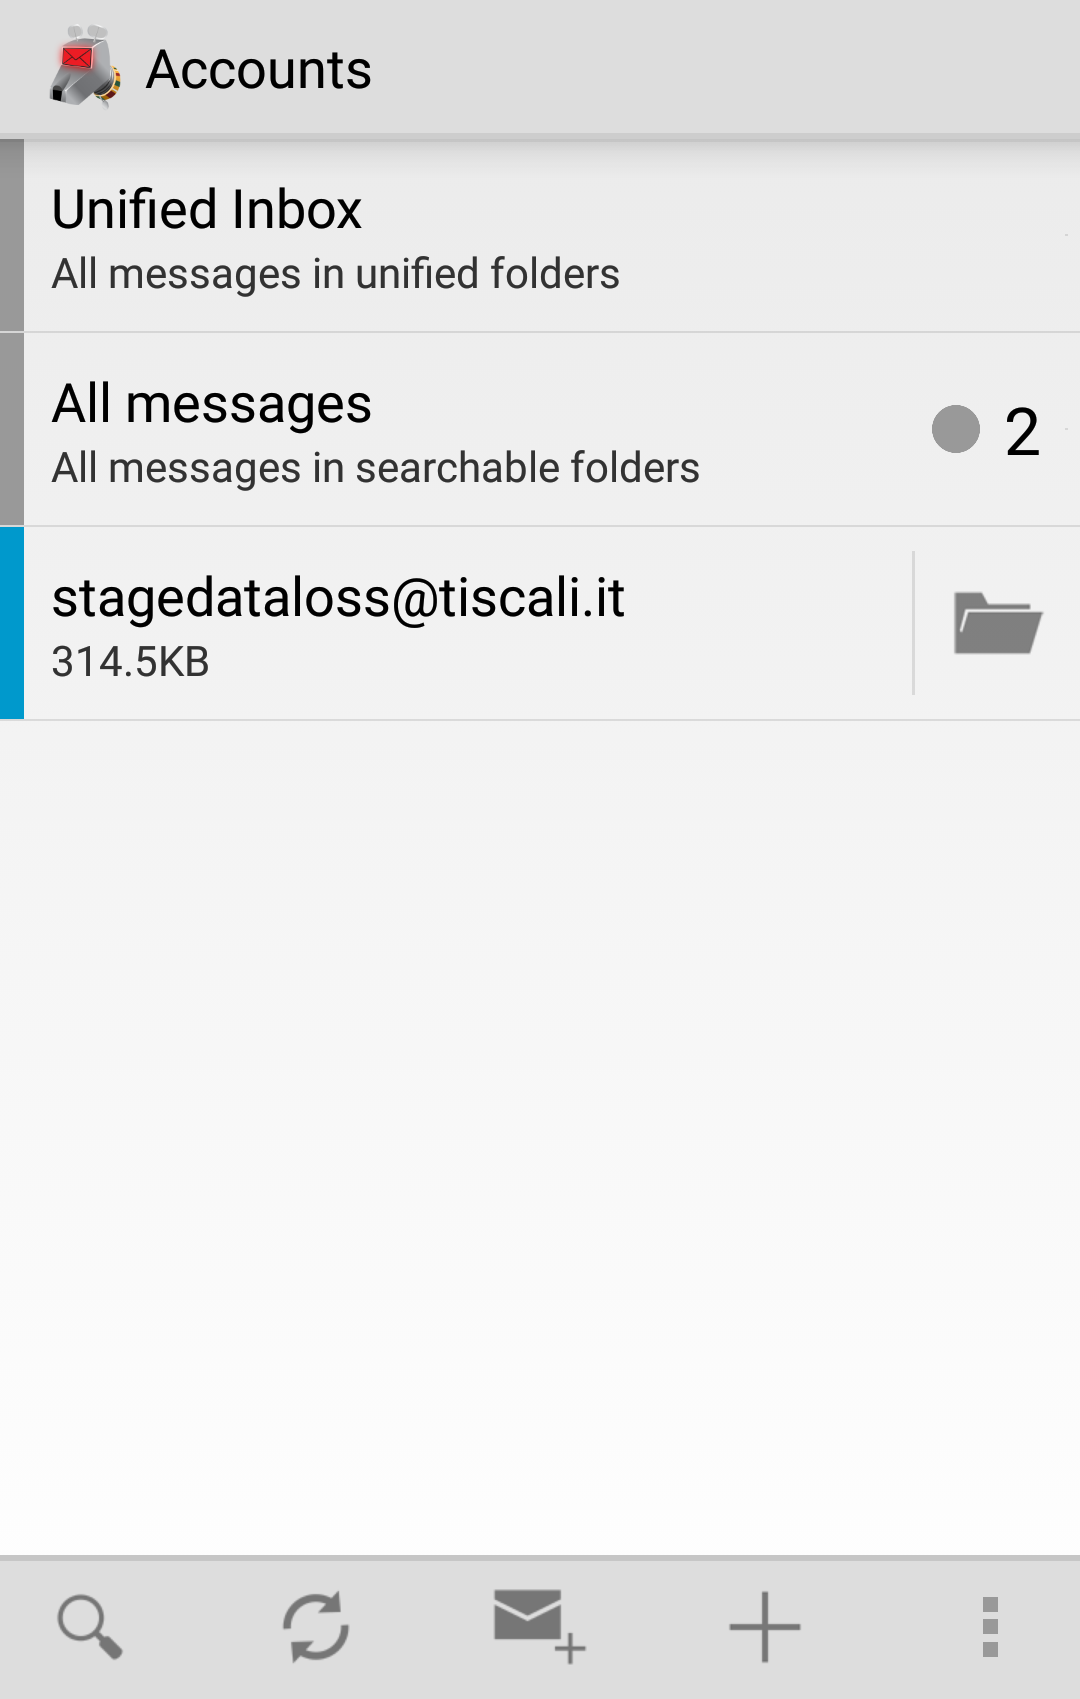 Accounts
Unified Inbox
All messages in unified folders
All messages
All messages in searchable folders
2
stagedataloss@tiscali.it
314.5KB